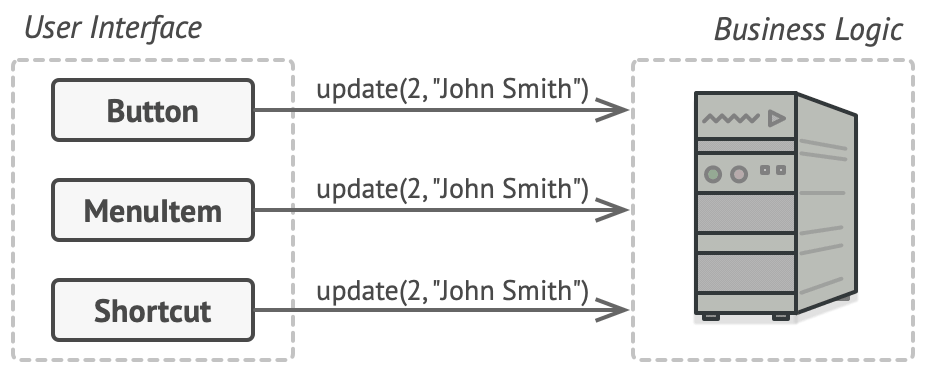 User Interface
Business Logic
Button
update(2, "John Smith")
MenuItem
update(2, "John Smith")
Shortcut
update(2, "John Smith")